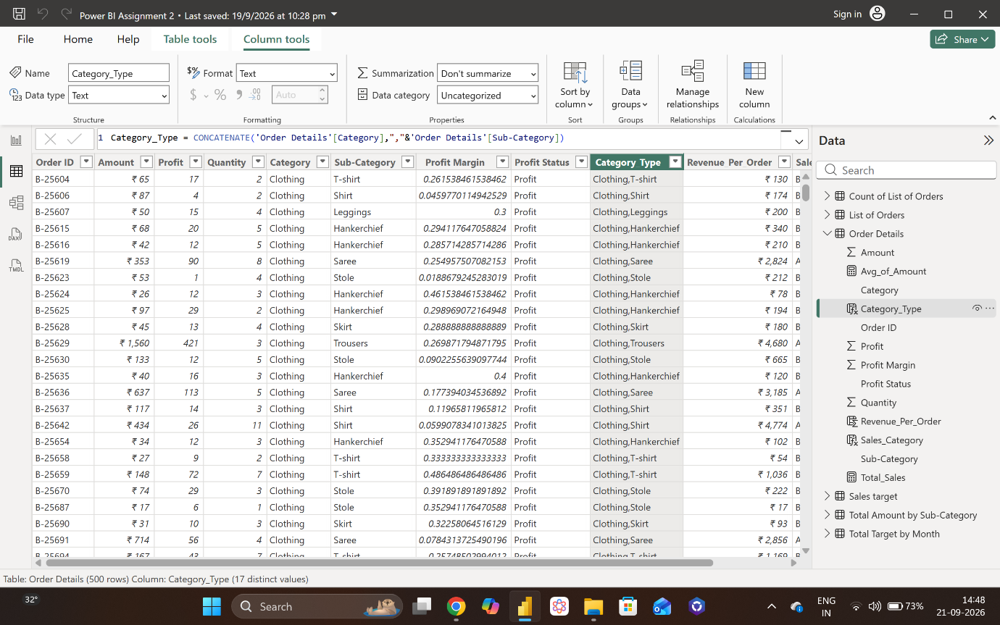 Power BI Assignment 2 • Last saved: 19/9/2026 at 10:28 pm
Sign in
File Home Help Table tools Column tools
Share
Name Category_Type
$% Format Text
Summarization Don't summarize
Data type Text
$ % Auto
Data category Uncategorized
Sort by column
Data groups
Manage relationships
New column
Structure Formatting Properties Sort Groups Relationships Calculations
1 Category_Type = CONCATENATE('Order Details'[Category],","&'Order Details'[Sub-Category])
Order ID Amount Profit Quantity Category Sub-Category Profit Margin Profit Status Category_Type Revenue_Per_Order Sale
B-25604 ₹ 65 17 2 Clothing T-shirt 0.261538461538462 Profit Clothing,T-shirt ₹ 130 B
B-25606 ₹ 87 4 2 Clothing Shirt 0.0459770114942529 Profit Clothing,Shirt ₹ 174 B
B-25607 ₹ 50 15 4 Clothing Leggings 0.3 Profit Clothing,Leggings ₹ 200 B
B-25615 ₹ 68 20 5 Clothing Hankerchief 0.294117647058824 Profit Clothing,Hankerchief ₹ 340 B
B-25616 ₹ 42 12 5 Clothing Hankerchief 0.285714285714286 Profit Clothing,Hankerchief ₹ 210 B
B-25619 ₹ 353 90 8 Clothing Saree 0.254957507082153 Profit Clothing,Saree ₹ 2,824 A
B-25623 ₹ 53 1 4 Clothing Stole 0.0188679245283019 Profit Clothing,Stole ₹ 212 B
B-25624 ₹ 26 12 3 Clothing Hankerchief 0.461538461538462 Profit Clothing,Hankerchief ₹ 78 B
B-25625 ₹ 97 29 2 Clothing Hankerchief 0.298969072164948 Profit Clothing,Hankerchief ₹ 194 B
B-25628 ₹ 45 13 4 Clothing Skirt 0.288888888888889 Profit Clothing,Skirt ₹ 180 B
B-25629 ₹ 1,560 421 3 Clothing Trousers 0.269871794871795 Profit Clothing,Trousers ₹ 4,680 A
B-25630 ₹ 133 12 5 Clothing Stole 0.0902255639097744 Profit Clothing,Stole ₹ 665 B
B-25635 ₹ 40 16 3 Clothing Hankerchief 0.4 Profit Clothing,Hankerchief ₹ 120 B
B-25636 ₹ 637 113 5 Clothing Saree 0.177394034536892 Profit Clothing,Saree ₹ 3,185 A
B-25637 ₹ 117 14 3 Clothing Shirt 0.11965811965812 Profit Clothing,Shirt ₹ 351 B
B-25642 ₹ 434 26 11 Clothing Shirt 0.0599078341013825 Profit Clothing,Shirt ₹ 4,774 A
B-25654 ₹ 34 12 3 Clothing Hankerchief 0.352941176470588 Profit Clothing,Hankerchief ₹ 102 B
B-25658 ₹ 27 9 2 Clothing T-shirt 0.333333333333333 Profit Clothing,T-shirt ₹ 54 B
B-25659 ₹ 148 72 7 Clothing T-shirt 0.486486486486486 Profit Clothing,T-shirt ₹ 1,036 B
B-25670 ₹ 74 29 3 Clothing Stole 0.391891891891892 Profit Clothing,Stole ₹ 222 B
B-25687 ₹ 17 6 1 Clothing Stole 0.352941176470588 Profit Clothing,Stole ₹ 17 B
B-25690 ₹ 31 10 3 Clothing Skirt 0.32258064516129 Profit Clothing,Skirt ₹ 93 B
B-25691 ₹ 714 56 4 Clothing Saree 0.0784313725490196 Profit Clothing,Saree ₹ 2,856 A
B-25694 ₹ 167 43 7 Clothing T-shirt 0.25748502994012 Profit Clothing,T-shirt ₹ 1,169 B
Data
Search
Count of List of Orders
List of Orders
Order Details
Amount
Avg_of_Amount
Category
Category_Type
Order ID
Profit
Profit Margin
Profit Status
Quantity
Revenue_Per_Order
Sales_Category
Sub-Category
Total_Sales
Sales target
Total Amount by Sub-Category
Total Target by Month
DAX
TMDL
Table: Order Details (500 rows) Column: Category_Type (17 distinct values)
32°
Search
ENG
IN
73%
14:48
21-09-2026